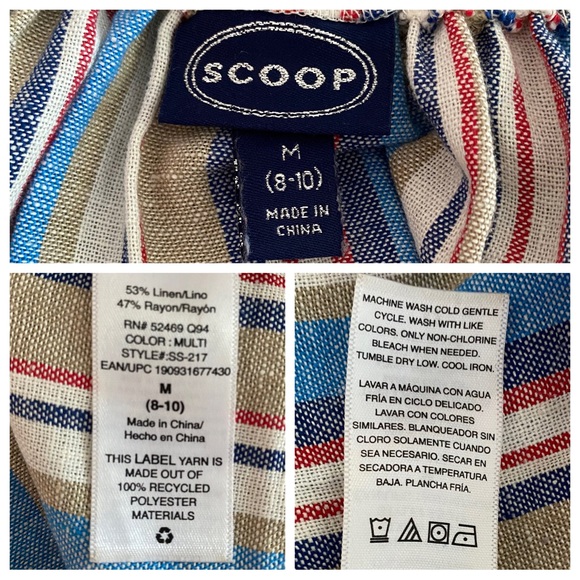 SCOOP
M
(8-10)
MADE IN
CHINA
53% Linen/Lino
47% Rayon/Rayón
RN# 52469 Q94
COLOR : MULTI
STYLE#:SS-217
EAN/UPC 190931677430
M
(8-10)
Made in China/
Hecho en China
THIS LABEL YARN IS
MADE OUT OF
100% RECYCLED
POLYESTER
MATERIALS
MACHINE WASH COLD GENTLE
CYCLE. WASH WITH LIKE
COLORS. ONLY NON-CHLORINE
BLEACH WHEN NEEDED.
TUMBLE DRY LOW. COOL IRON.
LAVAR A MÁQUINA CON AGUA
FRÍA EN CICLO DELICADO.
LAVAR CON COLORES
SIMILARES. BLANQUEADOR SIN
CLORO SOLAMENTE CUANDO
SEA NECESARIO. SECAR EN
SECADORA A TEMPERATURA
BAJA. PLANCHA FRÍA.